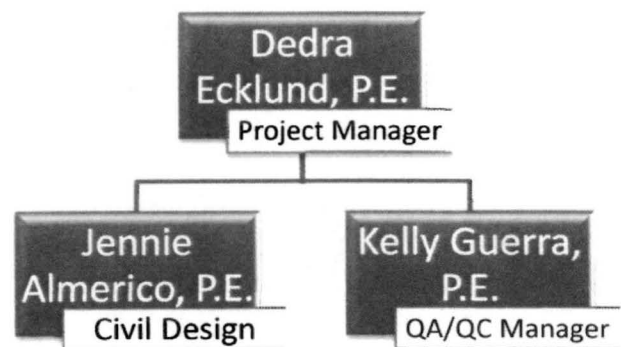 Dedra
Ecklund, P.E.
Project Manager
Jennie
Almerico, P.E.
Civil Design
Kelly Guerra,
P.E.
QA/QC Manager